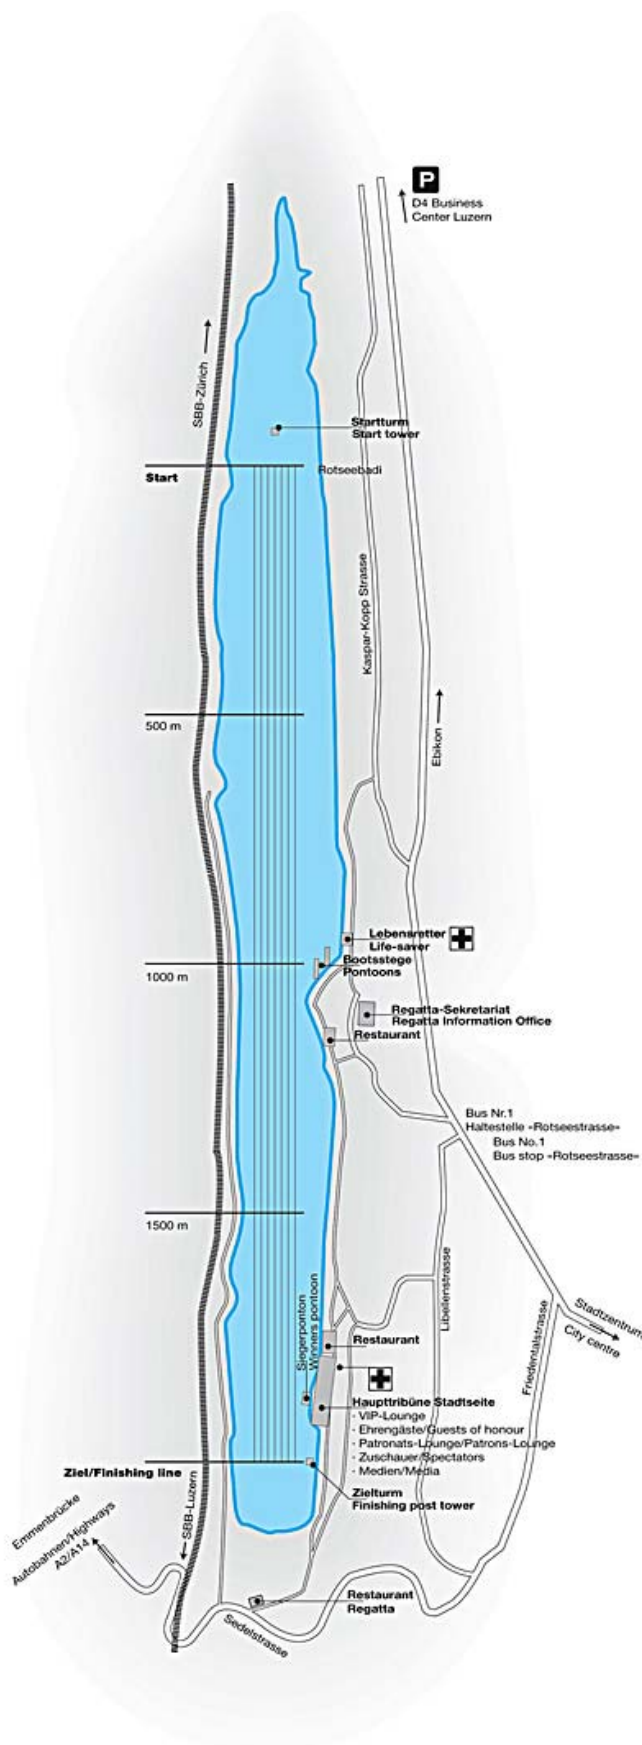 P
D4 Business
Center Luzern
SBB-Zürich
Startturm
Start tower
Start
Rotseebadi
Kaspar-Kopp Strasse
500 m
Ebikon
Lebensretter
Life-saver
Bootsstege
Pontoons
1000 m
Regatta-Sekretariat
Regatta Information Office
Restaurant
Bus Nr.1
Haltestelle «Rotseestrasse»
Bus No.1
Bus stop «Rotseestrasse»
1500 m
Libellenstrasse
Siegerponton
Winners pontoon
Stadtzentrum
City centre
Friedentalstrasse
Restaurant
Haupttribüne Stadtseite
- VIP-Lounge
- Ehrengäste/Guests of honour
- Patronats-Lounge/Patrons-Lounge
- Zuschauer/Spectators
- Medien/Media
Ziel/Finishing line
Zielturm
Finishing post tower
SBB-Luzern
Emmenbrücke
Autobahnen/Highways
A2/A14
Restaurant
Regatta
Sedelstrasse